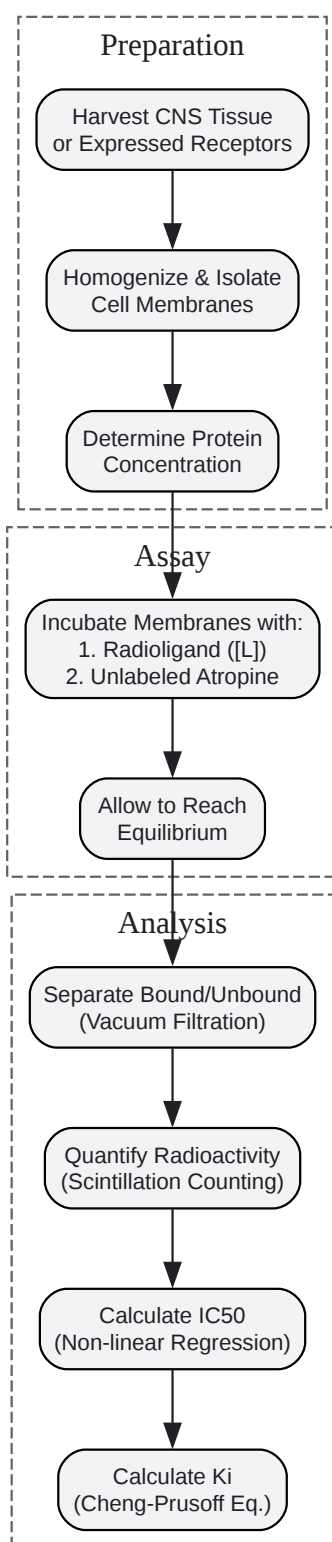 Preparation
Harvest CNS Tissue
or Expressed Receptors
Homogenize & Isolate
Cell Membranes
Determine Protein
Concentration
Assay
Incubate Membranes with:
1. Radioligand ([L])
2. Unlabeled Atropine
Allow to Reach
Equilibrium
Analysis
Separate Bound/Unbound
(Vacuum Filtration)
Quantify Radioactivity
(Scintillation Counting)
Calculate IC50
(Non-linear Regression)
Calculate Ki
(Cheng-Prusoff Eq.)